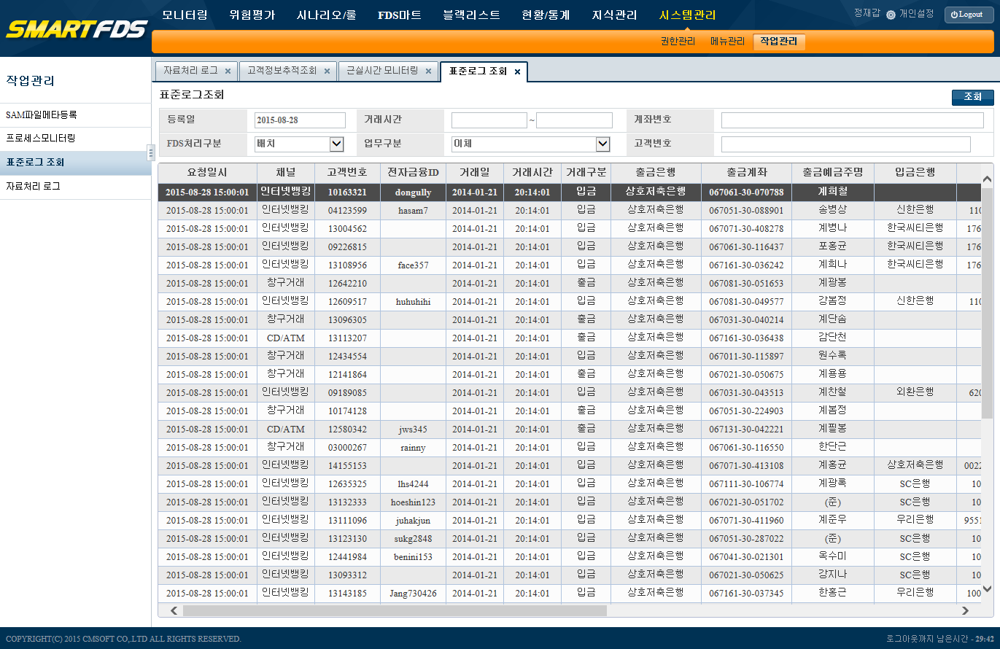 모니터링 위험평가 시나리오/룰 FDS마트 블랙리스트 현황/통계 지식관리 시스템관리 정재갑 개인설정 Logout
SMARTFDS
권한관리 메뉴관리 작업관리
자료처리 로그 × 고객정보추적조회 × 근실시간 모니터링 × 표준로그 조회 ×
작업관리
SAM파일메타등록
프로세스모니터링
표준로그 조회
자료처리 로그
표준로그조회
조회
등록일 2015-08-28 거래시간 ~ 계좌번호
FDS처리구분 배치 업무구분 이체 고객번호
요청일시 채널 고객번호 전자금융ID 거래일 거래시간 거래구분 출금은행 출금계좌 출금예금주명 입금은행
2015-08-28 15:00:01 인터넷뱅킹 10163321 dongully 2014-01-21 20:14:01 입금 상호저축은행 067061-30-070788 계희철
2015-08-28 15:00:01 인터넷뱅킹 04123599 hasam7 2014-01-21 20:14:01 입금 상호저축은행 067051-30-088901 송병상 신한은행 110
2015-08-28 15:00:01 인터넷뱅킹 13004562 2014-01-21 20:14:01 입금 상호저축은행 067071-30-408278 계병나 한국씨티은행 176
2015-08-28 15:00:01 인터넷뱅킹 09226815 2014-01-21 20:14:01 입금 상호저축은행 067061-30-116437 포홍균 한국씨티은행 176
2015-08-28 15:00:01 인터넷뱅킹 13108956 face357 2014-01-21 20:14:01 입금 상호저축은행 067161-30-036242 계희나 한국씨티은행 176
2015-08-28 15:00:01 창구거래 12642210 2014-01-21 20:14:01 출금 상호저축은행 067081-30-051653 계광봉
2015-08-28 15:00:01 인터넷뱅킹 12609517 huhuhihi 2014-01-21 20:14:01 입금 상호저축은행 067081-30-049577 강봄정 신한은행 110
2015-08-28 15:00:01 창구거래 13096305 2014-01-21 20:14:01 출금 상호저축은행 067031-30-040214 계단솜
2015-08-28 15:00:01 CD/ATM 13113207 2014-01-21 20:14:01 출금 상호저축은행 067161-30-036438 감단천
2015-08-28 15:00:01 창구거래 12434554 2014-01-21 20:14:01 입금 상호저축은행 067011-30-115897 원수록
2015-08-28 15:00:01 창구거래 12141864 2014-01-21 20:14:01 출금 상호저축은행 067021-30-050675 계용용
2015-08-28 15:00:01 인터넷뱅킹 09189085 2014-01-21 20:14:01 입금 상호저축은행 067031-30-043513 계찬철 외환은행 620
2015-08-28 15:00:01 창구거래 10174128 2014-01-21 20:14:01 출금 상호저축은행 067051-30-224903 계봄정
2015-08-28 15:00:01 CD/ATM 12580342 jws345 2014-01-21 20:14:01 출금 상호저축은행 067131-30-042221 계필봉
2015-08-28 15:00:01 창구거래 03000267 rainny 2014-01-21 20:14:01 입금 상호저축은행 067061-30-116550 한단근
2015-08-28 15:00:01 인터넷뱅킹 14155153 2014-01-21 20:14:01 입금 상호저축은행 067071-30-413108 계홍균 상호저축은행 0022
2015-08-28 15:00:01 인터넷뱅킹 12635325 lhs4244 2014-01-21 20:14:01 입금 상호저축은행 067111-30-106774 계광록 SC은행 10
2015-08-28 15:00:01 인터넷뱅킹 13132333 hoeshin123 2014-01-21 20:14:01 입금 상호저축은행 067021-30-051702 (준) SC은행 10
2015-08-28 15:00:01 인터넷뱅킹 13111096 juhakjun 2014-01-21 20:14:01 입금 상호저축은행 067071-30-411960 계준우 우리은행 9551
2015-08-28 15:00:01 인터넷뱅킹 13123130 sukg2848 2014-01-21 20:14:01 입금 상호저축은행 067051-30-287022 (준) SC은행 10
2015-08-28 15:00:01 인터넷뱅킹 12441984 benini153 2014-01-21 20:14:01 입금 상호저축은행 067041-30-021301 옥수미 SC은행 10
2015-08-28 15:00:01 인터넷뱅킹 13093312 2014-01-21 20:14:01 입금 상호저축은행 067021-30-050625 강지나 SC은행 10
2015-08-28 15:00:01 인터넷뱅킹 13143185 Jang730426 2014-01-21 20:14:01 입금 상호저축은행 067161-30-037345 한홍근 우리은행 100
COPYRIGHT(C) 2015 CMSOFT CO,.LTD ALL RIGHTS RESERVED. 로그아웃까지 남은시간 - 29:42